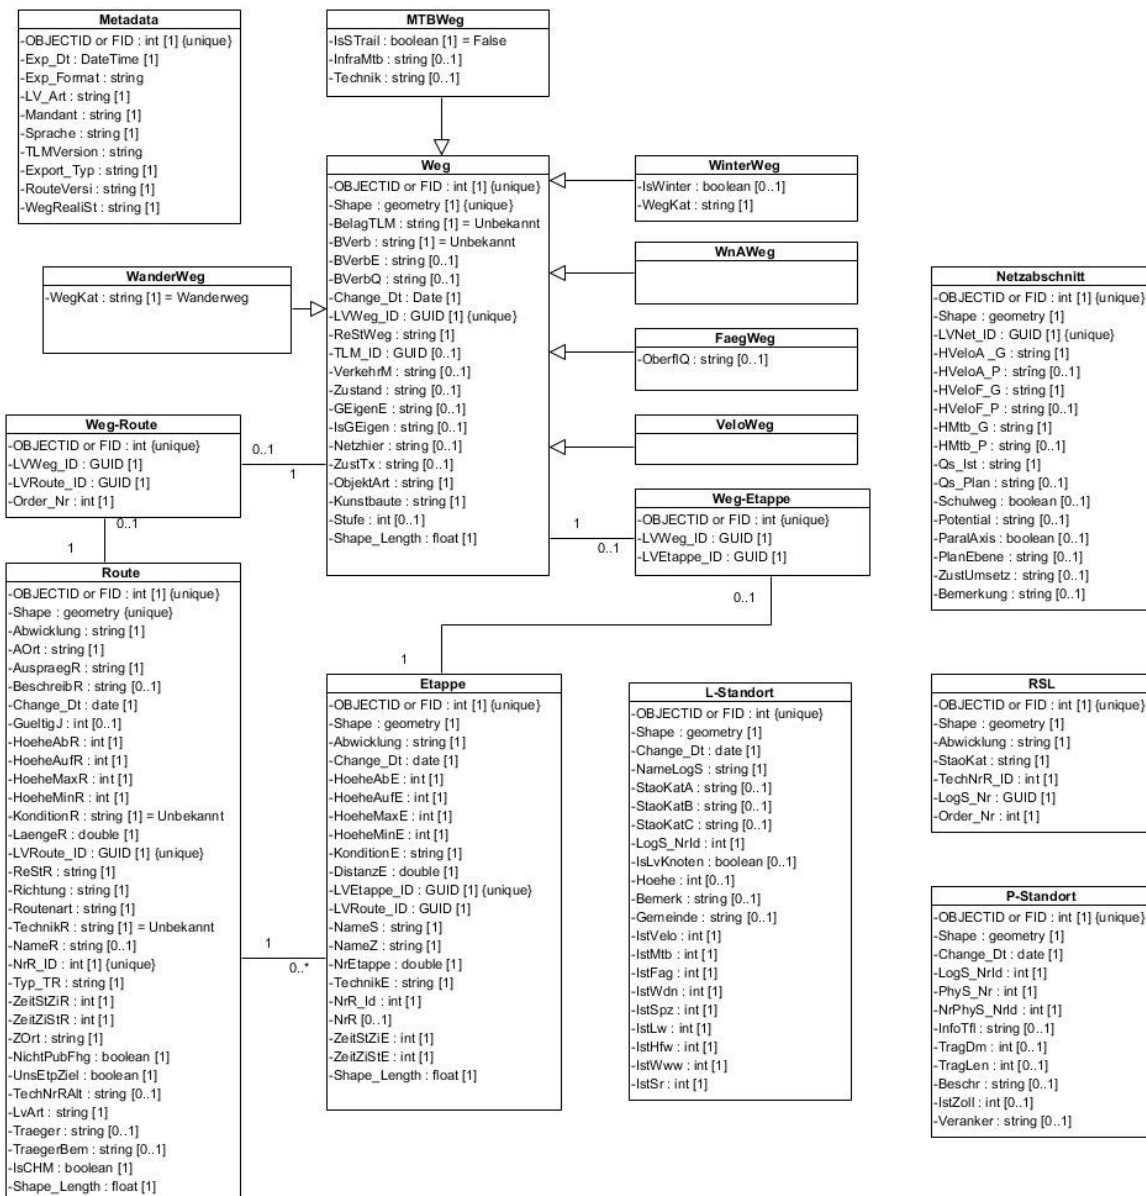 Metadata
-OBJECTID or FID : int [1] {unique}
-Exp_Dt : DateTime [1]
-Exp_Format : string
-LV_Art : string [1]
-Mandant : string [1]
-Sprache : string [1]
-TLMVersion : string
-Export_Typ : string [1]
-RouteVersi : string [1]
-WegRealiSt : string [1]
MTBWeg
-IsSTrail : boolean [1] = False
-InfraMtb : string [0..1]
-Technik : string [0..1]
Weg
-OBJECTID or FID : int [1] {unique}
-Shape : geometry [1] {unique}
-BelagTLM : string [1] = Unbekannt
-BVerb : string [1] = Unbekannt
-BVerbE : string [0..1]
-BVerbQ : string [0..1]
-Change_Dt : Date [1]
-LVWeg_ID : GUID [1] {unique}
-ReStWeg : string [1]
-TLM_ID : GUID [0..1]
-VerkehrM : string [0..1]
-Zustand : string [0..1]
-GEigenE : string [0..1]
-IsGEigen : string [0..1]
-Netzhier : string [0..1]
-ZustTx : string [0..1]
-ObjektArt : string [1]
-Kunstbaute : string [1]
-Stufe : int [0..1]
-Shape_Length : float [1]
WinterWeg
-IsWinter : boolean [0..1]
-WegKat : string [1]
WnAWeg
FaegWeg
-OberflQ : string [0..1]
VeloWeg
WanderWeg
-WegKat : string [1] = Wanderweg
Weg-Route
-OBJECTID or FID : int {unique}
-LVWeg_ID : GUID [1]
-LVRoute_ID : GUID [1]
-Order_Nr : int [1]
0..1
1
0..1
1
Weg-Etappe
-OBJECTID or FID : int {unique}
-LVWeg_ID : GUID [1]
-LVEtappe_ID : GUID [1]
1
0..1
0..1
1
Netzabschnitt
-OBJECTID or FID : int [1] {unique}
-Shape : geometry [1]
-LVNet_ID : GUID [1] {unique}
-HVeloA _G : string [1]
-HVeloA_P : strîng [0..1]
-HVeloF_G : string [1]
-HVeloF_P : string [0..1]
-HMtb_G : string [1]
-HMtb_P : string [0..1]
-Qs_Ist : string [1]
-Qs_Plan : string [0..1]
-Schulweg : boolean [0..1]
-Potential : string [0..1]
-ParalAxis : boolean [0..1]
-PlanEbene : string [0..1]
-ZustUmsetz : string [0..1]
-Bemerkung : string [0..1]
Route
-OBJECTID or FID : int [1] {unique}
-Shape : geometry {unique}
-Abwicklung : string [1]
-AOrt : string [1]
-AuspraegR : string [1]
-BeschreibR : string [0..1]
-Change_Dt : date [1]
-GueltigJ : int [0..1]
-HoeheAbR : int [1]
-HoeheAufR : int [1]
-HoeheMaxR : int [1]
-HoeheMinR : int [1]
-KonditionR : string [1] = Unbekannt
-LaengeR : double [1]
-LVRoute_ID : GUID [1] {unique}
-ReStR : string [1]
-Richtung : string [1]
-Routenart : string [1]
-TechnikR : string [1] = Unbekannt
-NameR : string [0..1]
-NrR_ID : int [1] {unique}
-Typ_TR : string [1]
-ZeitStZiR : int [1]
-ZeitZiStR : int [1]
-ZOrt : string [1]
-NichtPubFhg : boolean [1]
-UnsEtpZiel : boolean [1]
-TechNrRAlt : string [0..1]
-LvArt : string [1]
-Traeger : string [0..1]
-TraegerBem : string [0..1]
-IsCHM : boolean [1]
-Shape_Length : float [1]
1
0..*
Etappe
-OBJECTID or FID : int [1] {unique}
-Shape : geometry [1]
-Abwicklung : string [1]
-Change_Dt : date [1]
-HoeheAbE : int [1]
-HoeheAufE : int [1]
-HoeheMaxE : int [1]
-HoeheMinE : int [1]
-KonditionE : string [1]
-DistanzE : double [1]
-LVEtappe_ID : GUID [1] {unique}
-LVRoute_ID : GUID [1]
-NameS : string [1]
-NameZ : string [1]
-NrEtappe : double [1]
-TechnikE : string [1]
-NrR_Id : int [1]
-NrR [0..1]
-ZeitStZiE : int [1]
-ZeitZiStE : int [1]
-Shape_Length : float [1]
L-Standort
-OBJECTID or FID : int {unique}
-Shape : geometry [1]
-Change_Dt : date [1]
-NameLogS : string [1]
-StaoKatA : string [0..1]
-StaoKatB : string [0..1]
-StaoKatC : string [0..1]
-LogS_NrId : int [1]
-IsLvKnoten : boolean [0..1]
-Hoehe : int [0..1]
-Bemerk : string [0..1]
-Gemeinde : string [0..1]
-IstVelo : int [1]
-IstMtb : int [1]
-IstFag : int [1]
-IstWdn : int [1]
-IstSpz : int [1]
-IstLw : int [1]
-IstHfw : int [1]
-IstWww : int [1]
-IstSr : int [1]
RSL
-OBJECTID or FID : int [1] {unique}
-Shape : geometry [1]
-Abwicklung : string [1]
-StaoKat : string [1]
-TechNrR_ID : int [1]
-LogS_Nr : GUID [1]
-Order_Nr : int [1]
P-Standort
-OBJECTID or FID : int [1] {unique}
-Shape : geometry [1]
-Change_Dt : date [1]
-LogS_NrId : int [1]
-PhyS_Nr : int [1]
-NrPhyS_NrId : int [1]
-InfoTfl : string [0..1]
-TragDm : int [0..1]
-TragLen : int [0..1]
-Beschr : string [0..1]
-IstZoll : int [0..1]
-Veranker : string [0..1]